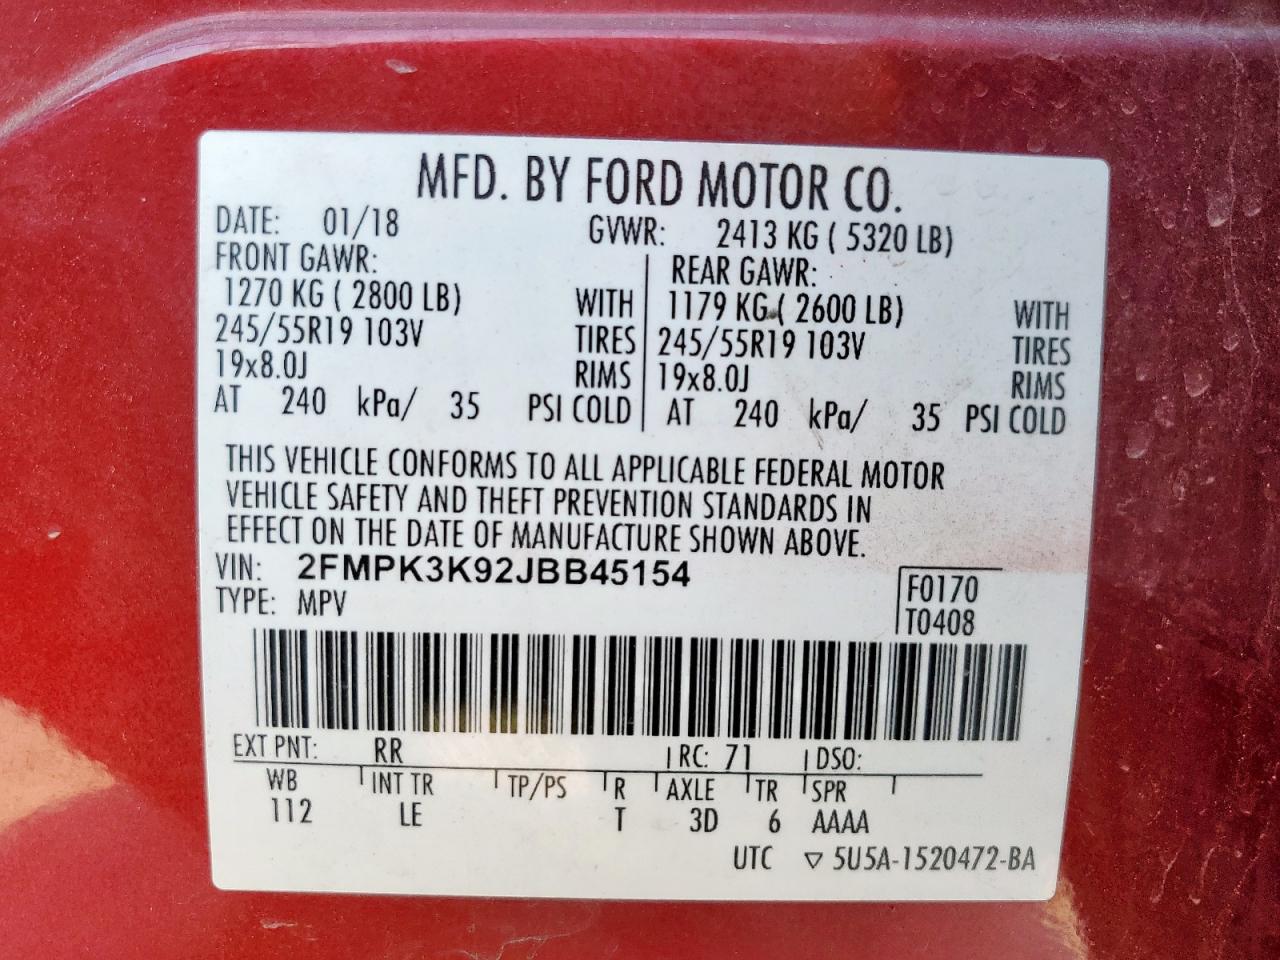 MFD. BY FORD MOTOR CO.
DATE: 01/18 GVWR: 2413 KG ( 5320 LB)
FRONT GAWR: REAR GAWR:
1270 KG ( 2800 LB) WITH 1179 KG ( 2600 LB) WITH
245/55R19 103V TIRES 245/55R19 103V TIRES
19x8.0J RIMS 19x8.0J RIMS
AT 240 kPa/ 35 PSI COLD AT 240 kPa/ 35 PSI COLD
THIS VEHICLE CONFORMS TO ALL APPLICABLE FEDERAL MOTOR
VEHICLE SAFETY AND THEFT PREVENTION STANDARDS IN
EFFECT ON THE DATE OF MANUFACTURE SHOWN ABOVE.
VIN: 2FMPK3K92JBB45154
TYPE: MPV
F0170
T0408
EXT PNT: RR RC: 71 DSO:
WB INT TR TP/PS R AXLE TR SPR
112 LE T 3D 6 AAAA
UTC ▽ 5U5A-1520472-BA